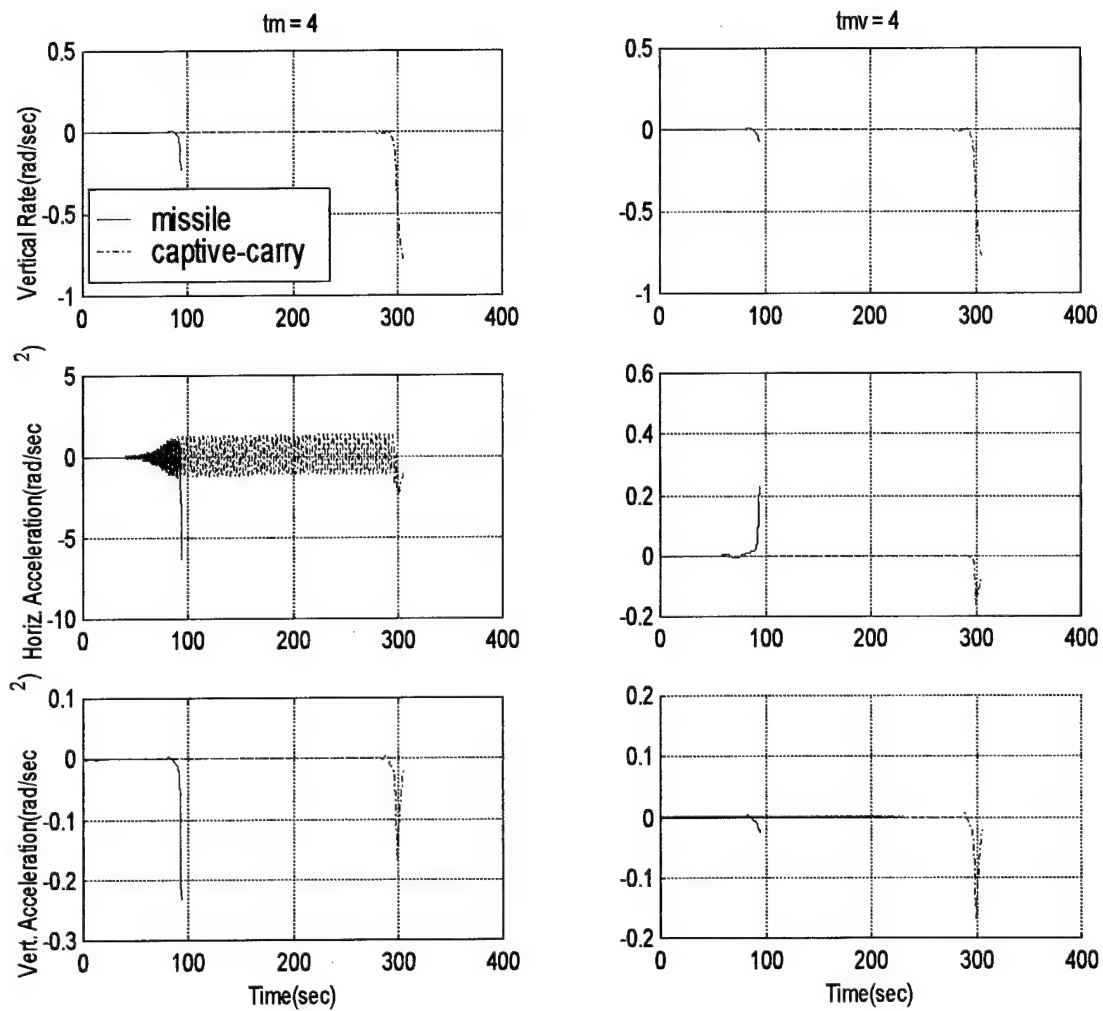 tm = 4
tmv = 4
Vertical Rate(rad/sec)
0.5
0
-0.5
-1
missile
captive-carry
0 100 200 300 400
0.5
0
-0.5
-1
0 100 200 300 400
Horiz. Acceleration(rad/sec 2)
5
0
-5
-10
0 100 200 300 400
0.6
0.4
0.2
0
-0.2
0 100 200 300 400
Vert. Acceleration(rad/sec 2)
0.1
0
-0.1
-0.2
-0.3
0 100 200 300 400
Time(sec)
0.2
0.1
0
-0.1
-0.2
0 100 200 300 400
Time(sec)